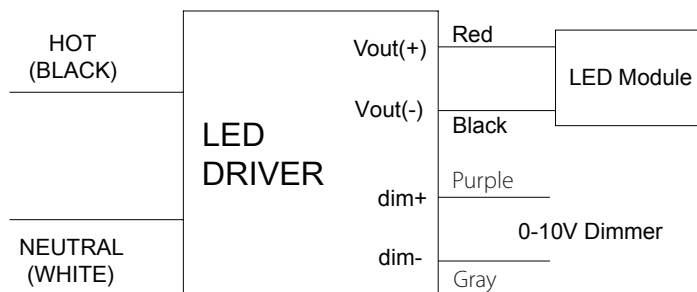 HOT
(BLACK)
NEUTRAL
(WHITE)
LED
DRIVER
Vout(+)
Vout(-)
dim+
dim-
Red
Black
Purple
Gray
LED Module
0-10V Dimmer